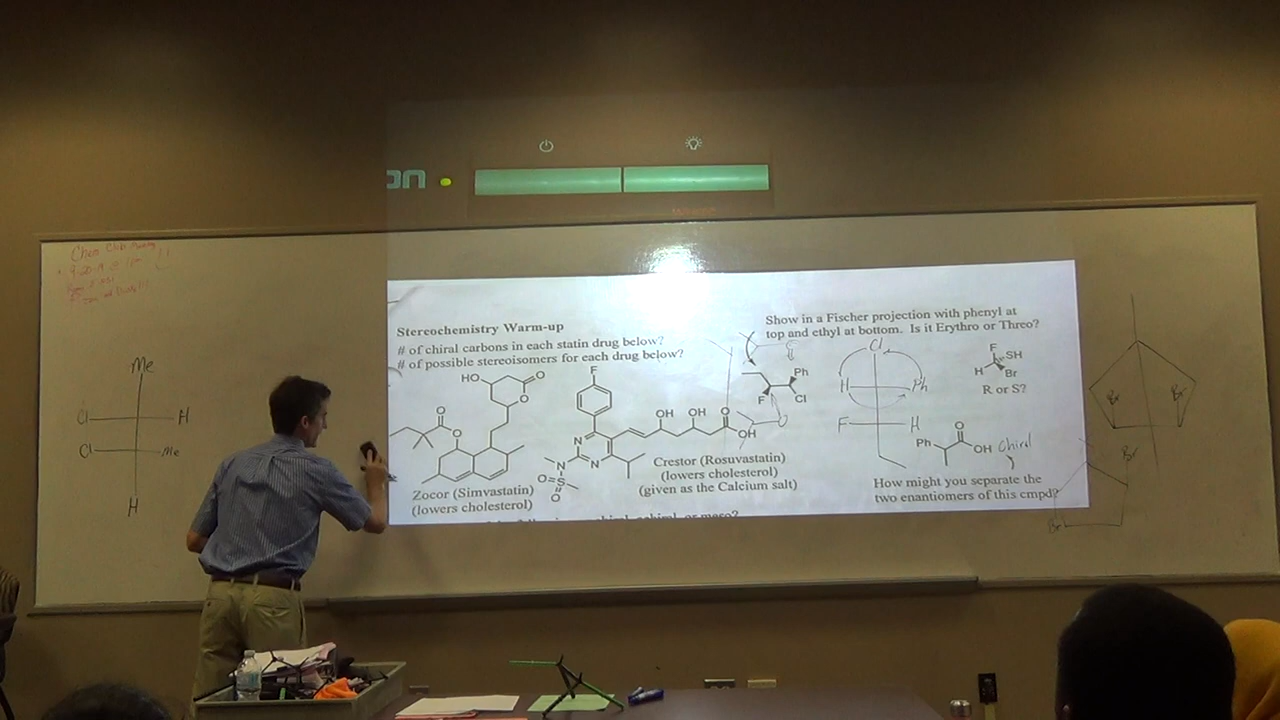 on
Chem Club
Me
Cl H
Cl Me
H
Stereochemistry Warm-up
# of chiral carbons in each statin drug below?
# of possible stereoisomers for each drug below?
HO
O
O
O
O
Zocor (Simvastatin)
(lowers cholesterol)
F
OH OH O
OH
N
N
N
O S
O
Crestor (Rosuvastatin)
(lowers cholesterol)
(given as the Calcium salt)
Show in a Fischer projection with phenyl at
top and ethyl at bottom. Is it Erythro or Threo?
Ph
F Cl
Cl
H Ph
F H
F
SH
H Br
R or S?
Ph O
OH Chiral
How might you separate the
two enantiomers of this cmpd?
Br Br
Br
Br